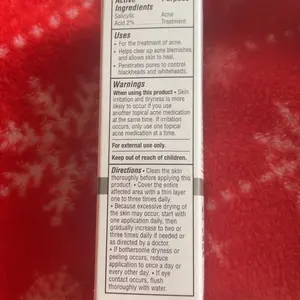 Active Purpose
Ingredients
Salicylic Acne
Acid 2% Treatment
Uses
• For the treatment of acne.
• Helps clear up acne blemishes
and allows skin to heal.
• Penetrates pores to control
blackheads and whiteheads.
Warnings
When using this product • Skin
irritation and dryness is more
likely to occur if you use
another topical acne medication
at the same time. If irritation
occurs, only use one topical
acne medication at a time.
For external use only.
Keep out of reach of children.
Directions • Clean the skin
thoroughly before applying this
product. • Cover the entire
affected area with a thin layer
one to three times daily.
• Because excessive drying of
the skin may occur, start with
one application daily, then
gradually increase to two or
three times daily if needed or
as directed by a doctor.
• If bothersome dryness or
peeling occurs, reduce
application to once a day or
every other day. • If eye
contact occurs, flush
thoroughly with water.